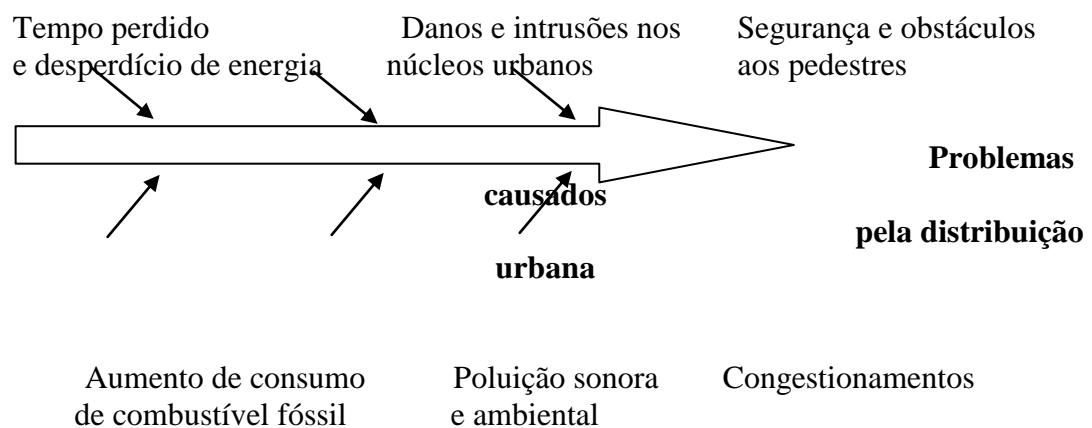 Tempo perdido Danos e intrusões nos Segurança e obstáculos
e desperdício de energia núcleos urbanos aos pedestres
Problemas
causados
pela distribuição
urbana
Aumento de consumo Poluição sonora Congestionamentos
de combustível fóssil e ambiental